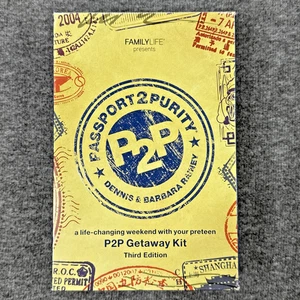 2004
FAMILYLIFE
presents
PASSPORT2PURITY
P2P
DENNIS & BARBARA RAINEY
a life-changing weekend with your preteen
P2P Getaway Kit
Third Edition
R.O.C.
PERMIT
SHANGHA